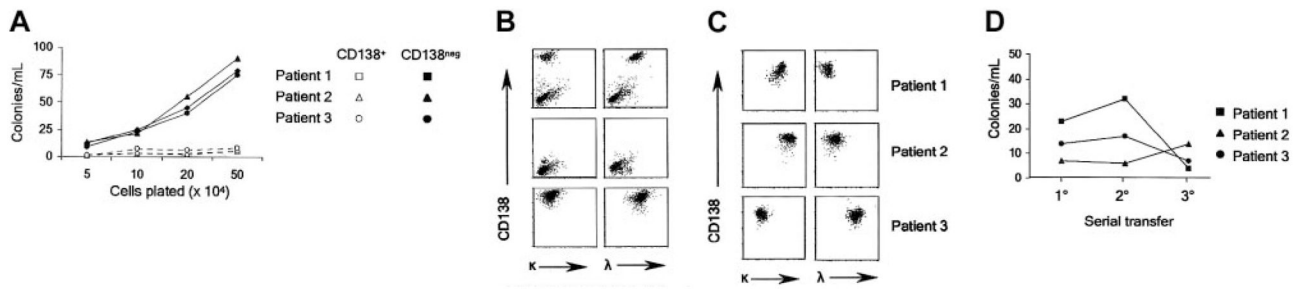 A
Colonies/mL
100
75
50
25
0
5 10 20 50
Cells plated (x 10⁴)
CD138⁺ CD138ⁿᵉᵍ
Patient 1
Patient 2
Patient 3
B
CD138
κ λ
C
CD138
κ λ
Patient 1
Patient 2
Patient 3
D
Colonies/mL
50
40
30
20
10
0
1° 2° 3°
Serial transfer
Patient 1
Patient 2
Patient 3